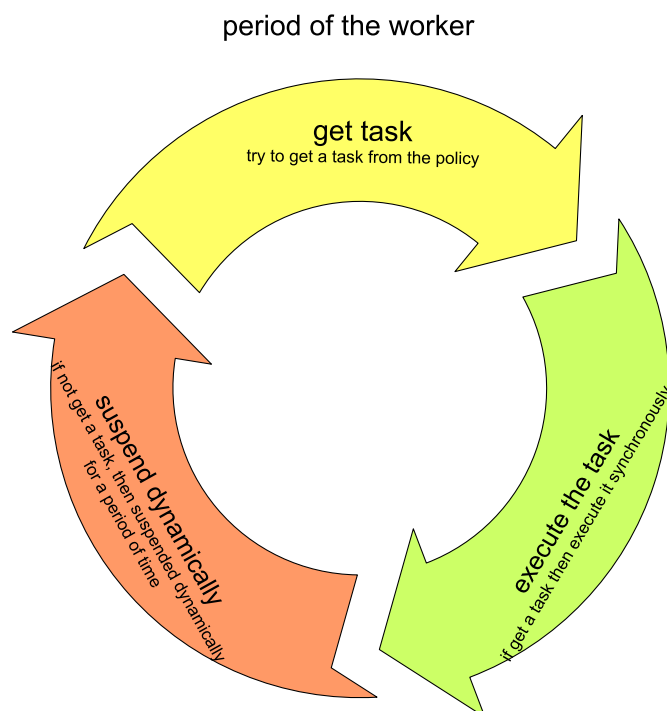 period of the worker
get task
try to get a task from the policy
execute the task
if get a task then execute it synchronously
suspend dynamically
if not get a task, then suspended dynamically
for a period of time